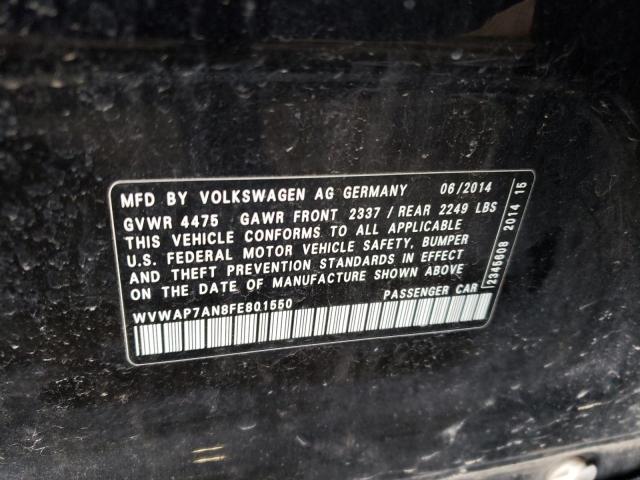 MFD BY VOLKSWAGEN AG GERMANY 06/2014
GVWR 4475 GAWR FRONT 2337 / REAR 2249 LBS
THIS VEHICLE CONFORMS TO ALL APPLICABLE
U.S. FEDERAL MOTOR VEHICLE SAFETY, BUMPER
AND THEFT PREVENTION STANDARDS IN EFFECT
ON THE DATE OF MANUFACTURE SHOWN ABOVE
WVWAP7AN8FE801550 PASSENGER CAR
2345608 2014 15